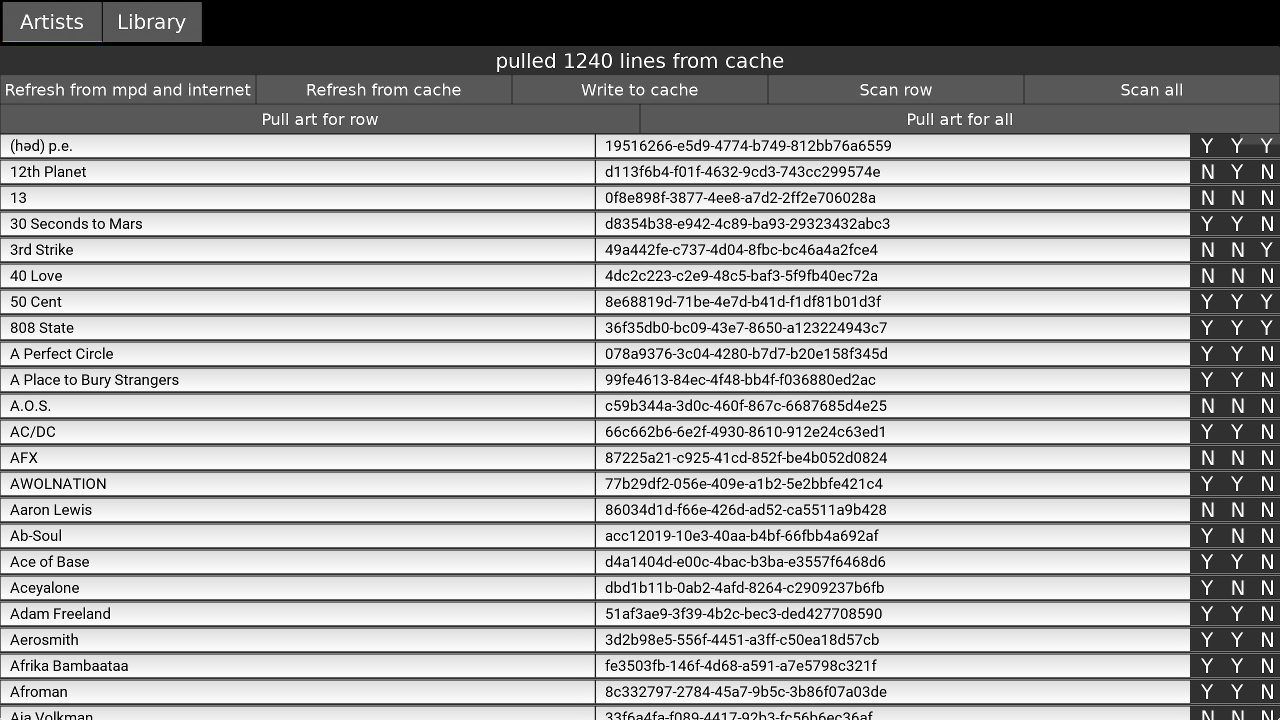 Artists Library
pulled 1240 lines from cache
Refresh from mpd and internet Refresh from cache Write to cache Scan row Scan all
Pull art for row Pull art for all
(həd) p.e. 19516266-e5d9-4774-b749-812bb76a6559 Y Y Y
12th Planet d113f6b4-f01f-4632-9cd3-743cc299574e N Y N
13 0f8e898f-3877-4ee8-a7d2-2ff2e706028a N N N
30 Seconds to Mars d8354b38-e942-4c89-ba93-29323432abc3 Y Y N
3rd Strike 49a442fe-c737-4d04-8fbc-bc46a4a2fce4 N N Y
40 Love 4dc2c223-c2e9-48c5-baf3-5f9fb40ec72a N N N
50 Cent 8e68819d-71be-4e7d-b41d-f1df81b01d3f Y Y Y
808 State 36f35db0-bc09-43e7-8650-a123224943c7 Y Y Y
A Perfect Circle 078a9376-3c04-4280-b7d7-b20e158f345d Y Y N
A Place to Bury Strangers 99fe4613-84ec-4f48-bb4f-f036880ed2ac Y Y N
A.O.S. c59b344a-3d0c-460f-867c-6687685d4e25 N N N
AC/DC 66c662b6-6e2f-4930-8610-912e24c63ed1 Y Y N
AFX 87225a21-c925-41cd-852f-be4b052d0824 N N N
AWOLNATION 77b29df2-056e-409e-a1b2-5e2bbfe421c4 Y Y N
Aaron Lewis 86034d1d-f66e-426d-ad52-ca5511a9b428 N N N
Ab-Soul acc12019-10e3-40aa-b4bf-66fbb4a692af Y N N
Ace of Base d4a1404d-e00c-4bac-b3ba-e3557f6468d6 Y Y N
Aceyalone dbd1b11b-0ab2-4afd-8264-c2909237b6fb Y N N
Adam Freeland 51af3ae9-3f39-4b2c-bec3-ded427708590 Y Y N
Aerosmith 3d2b98e5-556f-4451-a3ff-c50ea18d57cb Y Y N
Afrika Bambaataa fe3503fb-146f-4d68-a591-a7e5798c321f Y Y N
Afroman 8c332797-2784-45a7-9b5c-3b86f07a03de Y Y N
Aja Volkman 33f6a4fa-f089-4417-92b3-fc56b6ec36af N N N